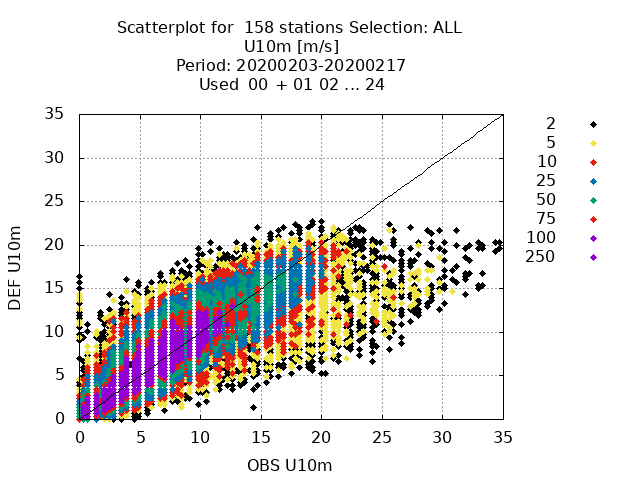 Scatterplot for  158 stations Selection: ALL
U10m [m/s]
Period: 20200203-20200217
Used  00 + 01 02 ... 24
35
30
25
20
15
10
5
0
DEF U10m
0 5 10 15 20 25 30 35
OBS U10m
2
5
10
25
50
75
100
250